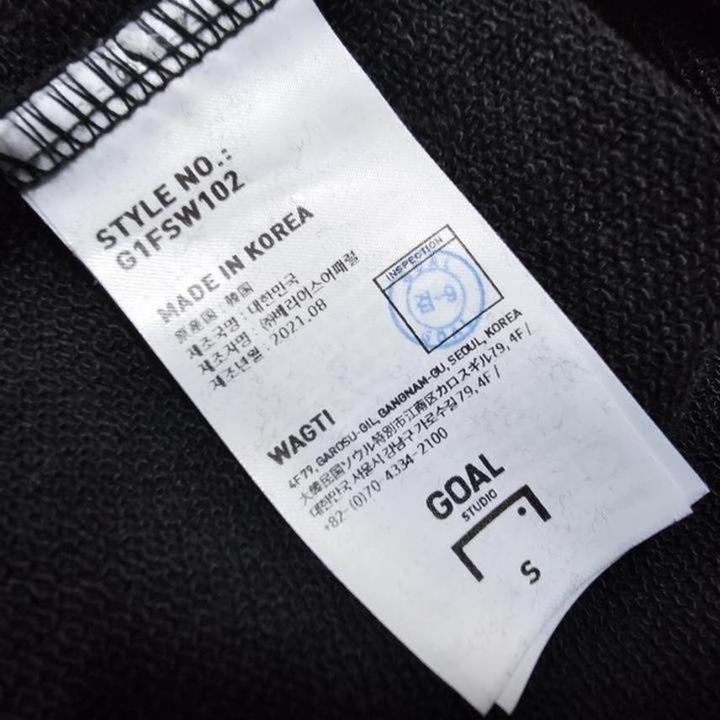 STYLE NO.:
G1FSW102
MADE IN KOREA
原産国 : 韓国
제조국명 : 대한민국
제조자명 : ㈜배리어스어패럴
제조년월 : 2021.08
INSPECTION
WAGTI
4F 79, GAROSU-GIL, GANGNAM-GU, SEOUL, KOREA
大韓民国ソウル特別市江南区カロスギル79, 4F /
대한민국 서울시 강남구 가로수길 79, 4F /
+82-(0)70-4334-2100
GOAL
STUDIO
S